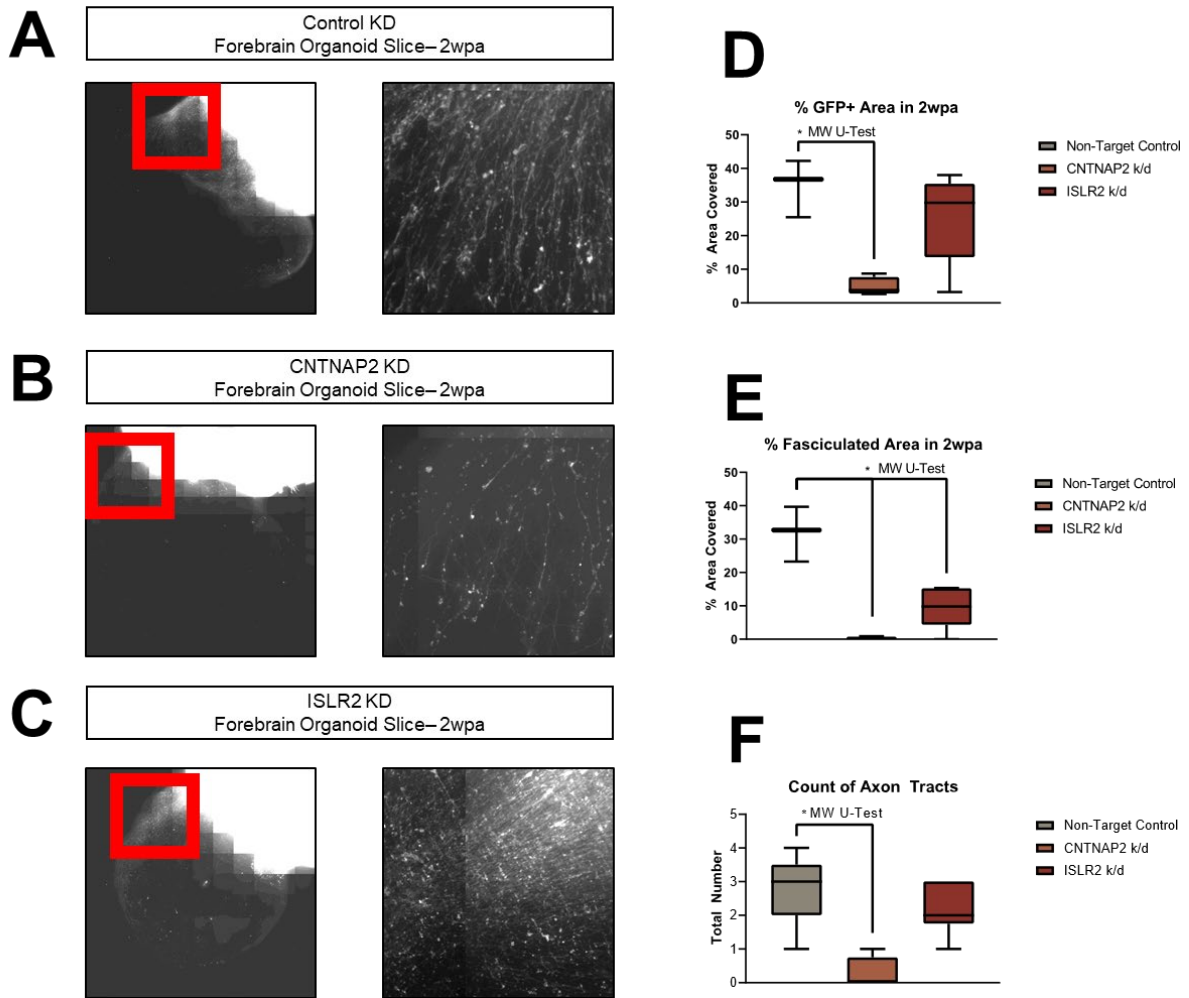 A
Control KD
Forebrain Organoid Slice– 2wpa
B
CNTNAP2 KD
Forebrain Organoid Slice– 2wpa
C
ISLR2 KD
Forebrain Organoid Slice– 2wpa
D
% GFP+ Area in 2wpa
* MW U-Test
% Area Covered
50
40
30
20
10
0
Non-Target Control
CNTNAP2 k/d
ISLR2 k/d
E
% Fasciculated Area in 2wpa
* MW U-Test
% Area Covered
50
40
30
20
10
0
Non-Target Control
CNTNAP2 k/d
ISLR2 k/d
F
Count of Axon Tracts
* MW U-Test
Total Number
5
4
3
2
1
0
Non-Target Control
CNTNAP2 k/d
ISLR2 k/d